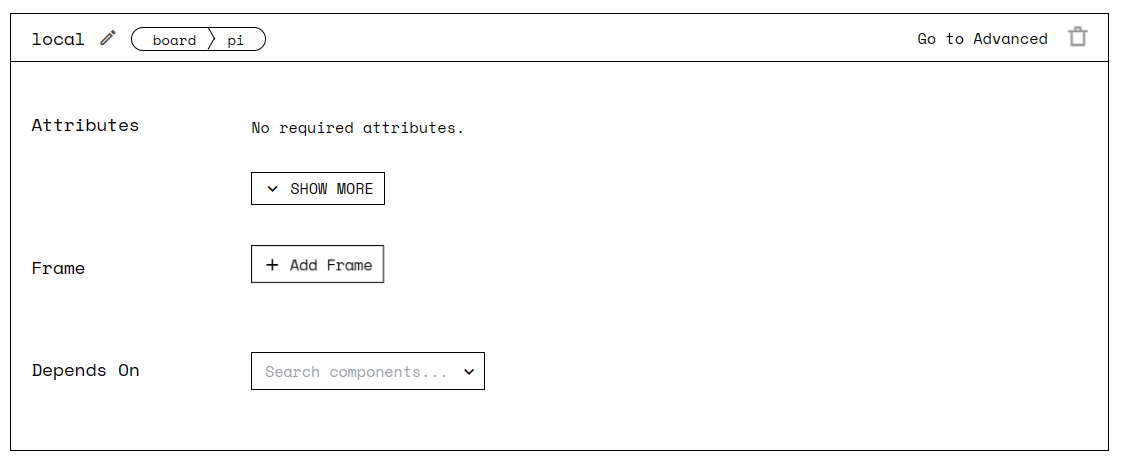 local board pi Go to Advanced
Attributes No required attributes.
SHOW MORE
Frame + Add Frame
Depends On Search components...